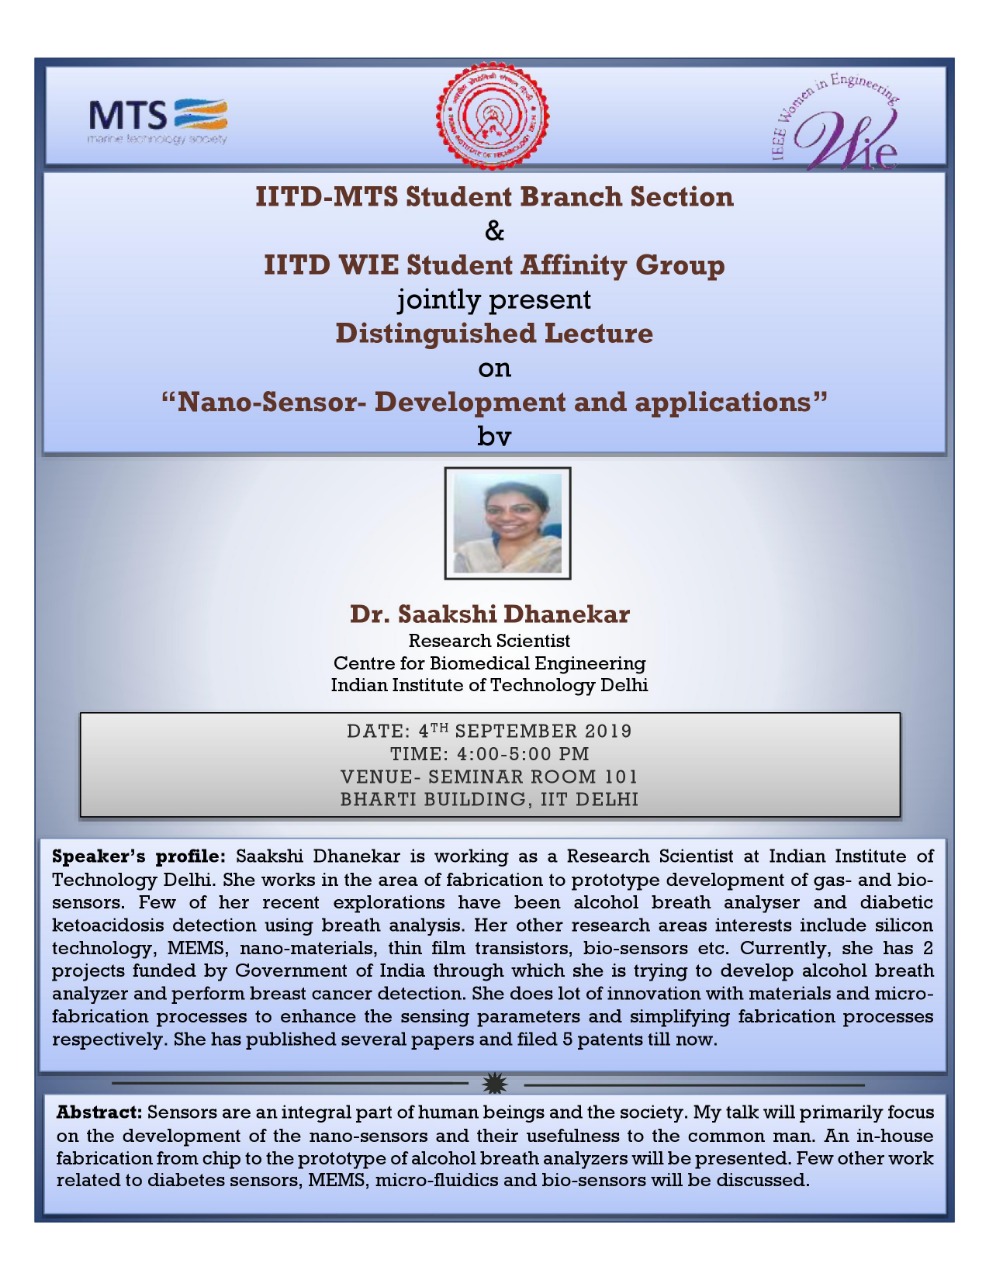 MTS
marine technology society
IEEE Women in Engineering
Wie
IITD-MTS Student Branch Section
&
IITD WIE Student Affinity Group
jointly present
Distinguished Lecture
on
“Nano-Sensor- Development and applications”
by
Dr. Saakshi Dhanekar
Research Scientist
Centre for Biomedical Engineering
Indian Institute of Technology Delhi
DATE: 4TH SEPTEMBER 2019
TIME: 4:00-5:00 PM
VENUE- SEMINAR ROOM 101
BHARTI BUILDING, IIT DELHI
Speaker’s profile: Saakshi Dhanekar is working as a Research Scientist at Indian Institute of
Technology Delhi. She works in the area of fabrication to prototype development of gas- and bio-
sensors. Few of her recent explorations have been alcohol breath analyser and diabetic
ketoacidosis detection using breath analysis. Her other research areas interests include silicon
technology, MEMS, nano-materials, thin film transistors, bio-sensors etc. Currently, she has 2
projects funded by Government of India through which she is trying to develop alcohol breath
analyzer and perform breast cancer detection. She does lot of innovation with materials and micro-
fabrication processes to enhance the sensing parameters and simplifying fabrication processes
respectively. She has published several papers and filed 5 patents till now.
Abstract: Sensors are an integral part of human beings and the society. My talk will primarily focus
on the development of the nano-sensors and their usefulness to the common man. An in-house
fabrication from chip to the prototype of alcohol breath analyzers will be presented. Few other work
related to diabetes sensors, MEMS, micro-fluidics and bio-sensors will be discussed.